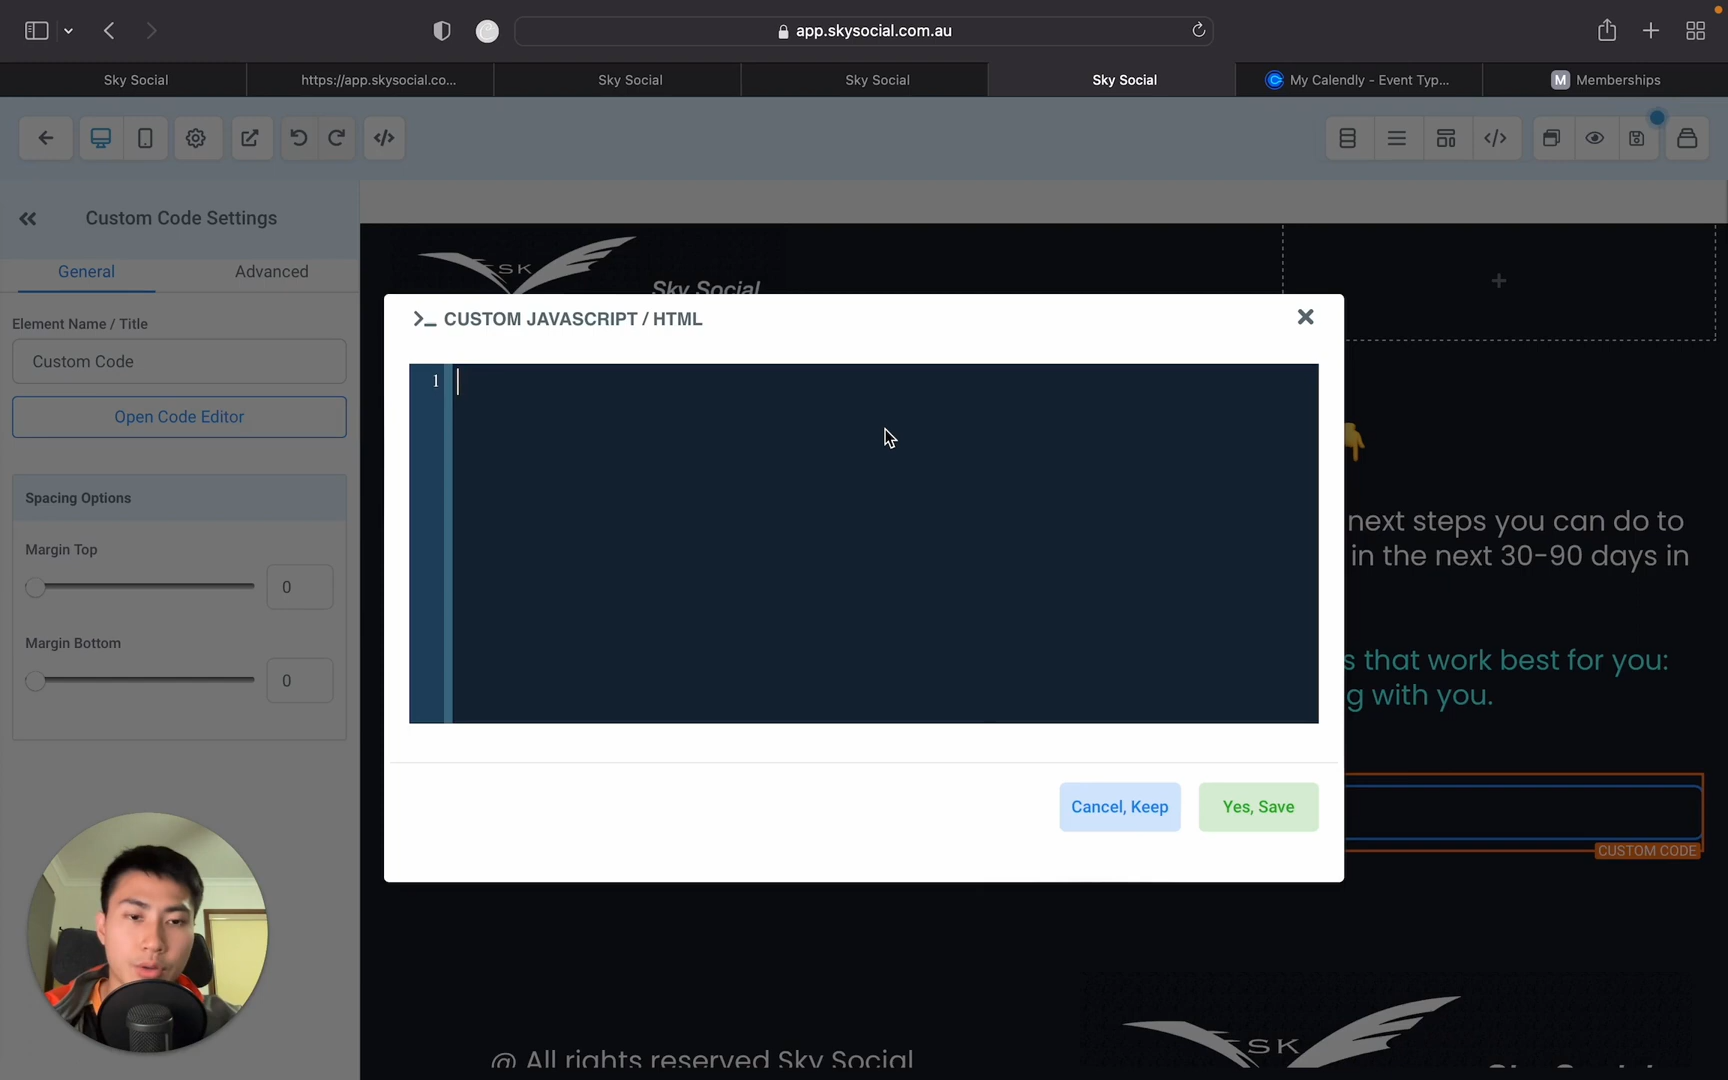 app.skysocial.com.au
Sky Social
https://app.skysocial.co...
Sky Social
Sky Social
Sky Social
My Calendly - Event Typ...
M Memberships
Custom Code Settings
General
Advanced
Element Name / Title
Custom Code
Open Code Editor
Spacing Options
Margin Top
0
Margin Bottom
0
SK
Sky Social
>_ CUSTOM JAVASCRIPT / HTML
1
Cancel, Keep
Yes, Save
next steps you can do to
in the next 30-90 days in
s that work best for you:
g with you.
CUSTOM CODE
@ All rights reserved Sky Social
SK